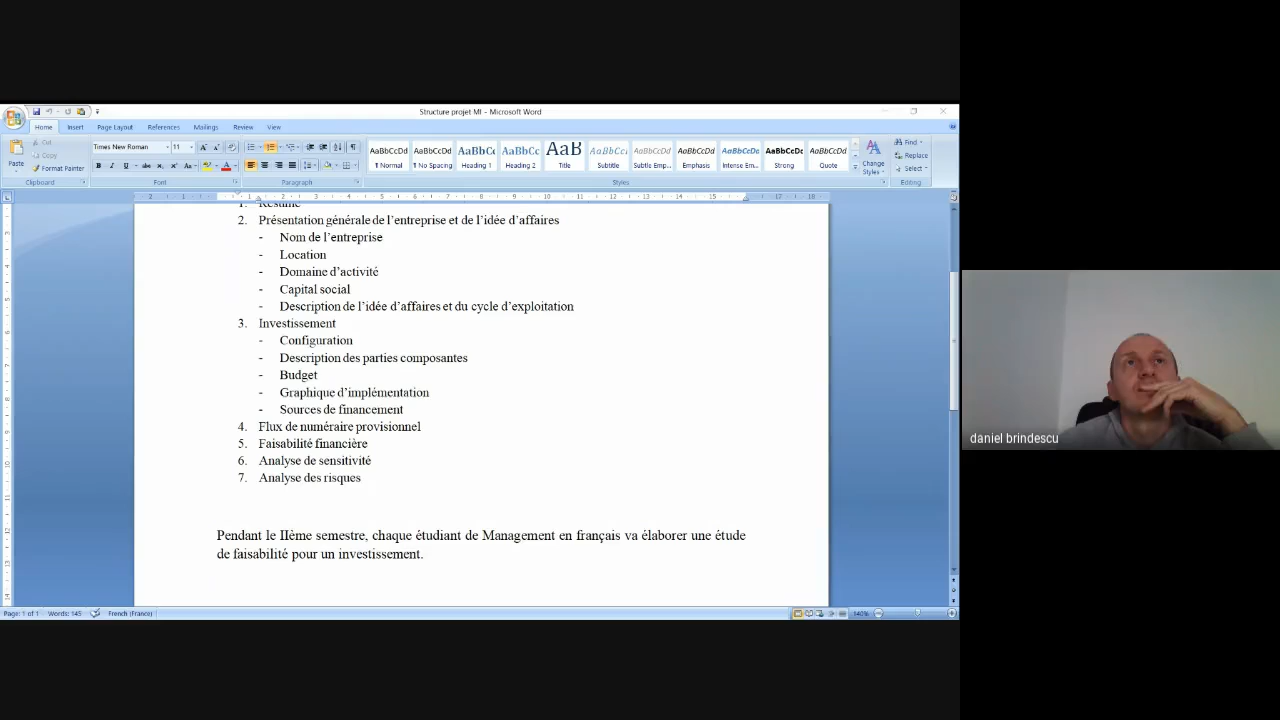 Structure projet MI - Microsoft Word
Home Insert Page Layout References Mailings Review View
Paste
Cut
Copy
Format Painter
Clipboard
Times New Roman 11
Font
Paragraph
AaBbCcDd AaBbCcDd AaBbCc AaBbCc AaB AaBbCcl AaBbCcDd AaBbCcDd AaBbCcDd AaBbCcDd AaBbCcDd
¶ Normal ¶ No Spacing Heading 1 Heading 2 Title Subtitle Subtle Emp... Emphasis Intense Em... Strong Quote
Styles
Change Styles
Find
Replace
Select
Editing
1. Résumé
2. Présentation générale de l’entreprise et de l’idée d’affaires
- Nom de l’entreprise
- Location
- Domaine d’activité
- Capital social
- Description de l’idée d’affaires et du cycle d’exploitation
3. Investissement
- Configuration
- Description des parties composantes
- Budget
- Graphique d’implémentation
- Sources de financement
4. Flux de numéraire provisionnel
5. Faisabilité financière
6. Analyse de sensitivité
7. Analyse des risques
Pendant le IIème semestre, chaque étudiant de Management en français va élaborer une étude
de faisabilité pour un investissement.
Page: 1 of 1 Words: 145 French (France)
140%
daniel brindescu